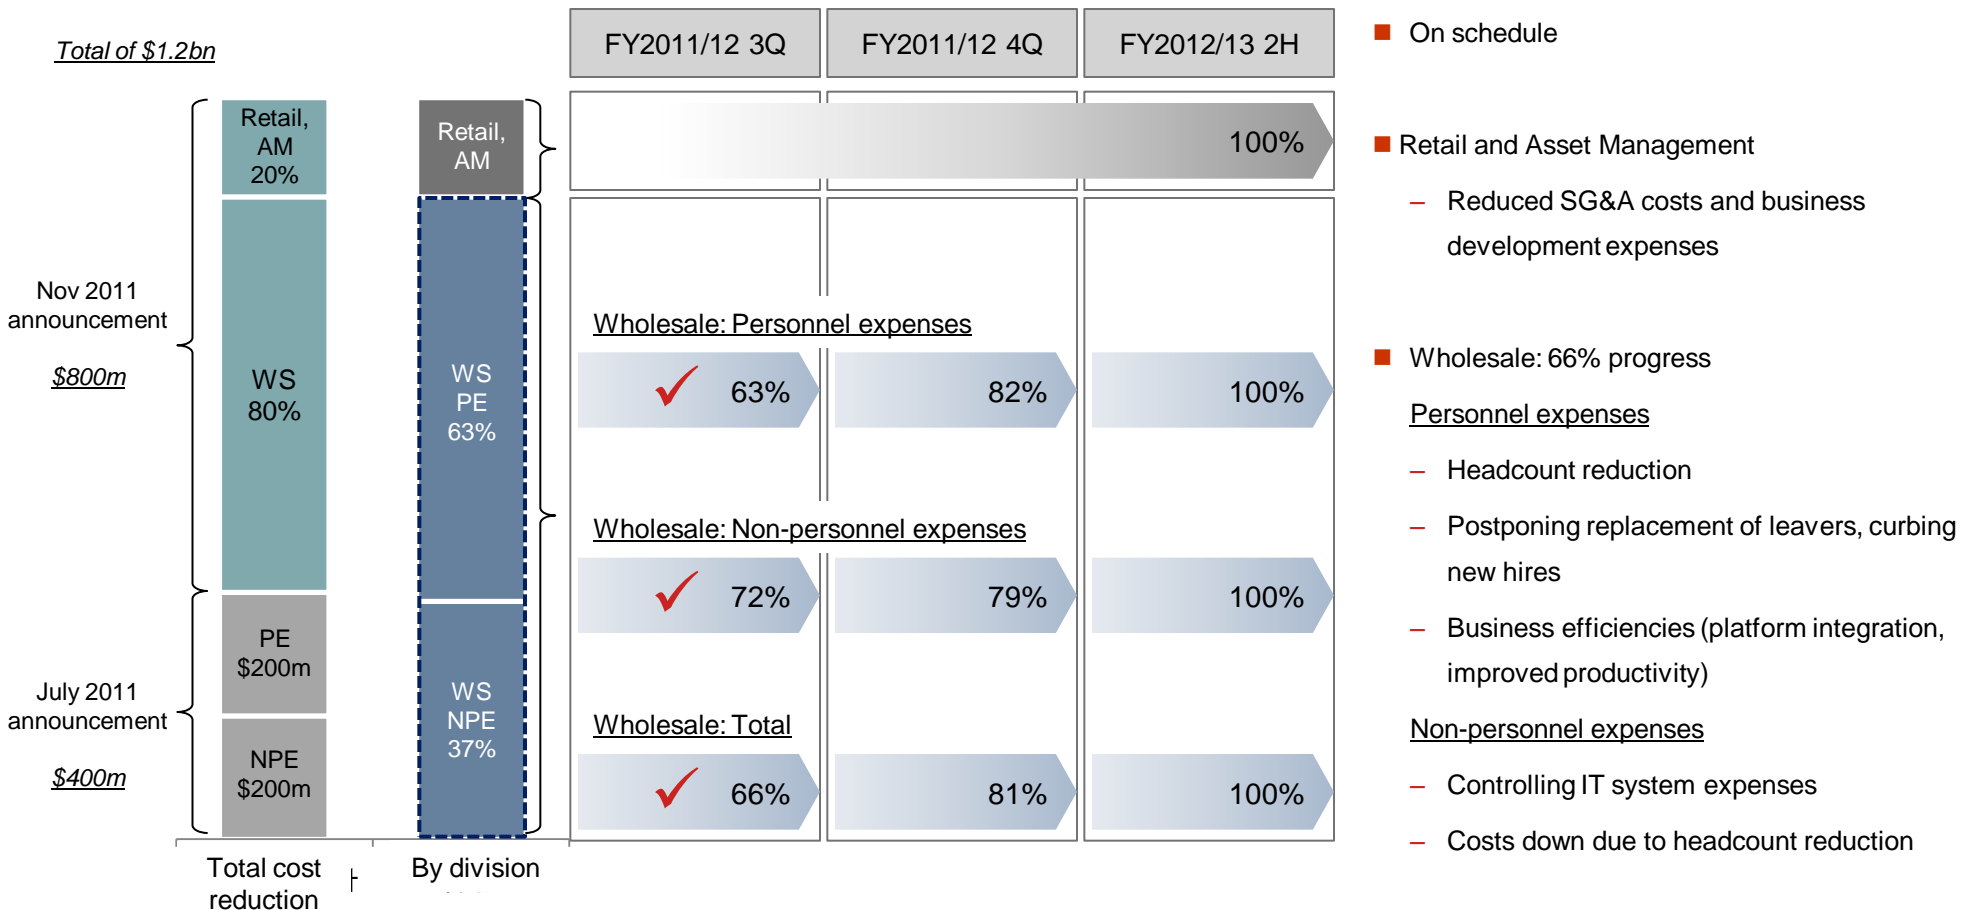 Total of $1.2bn
FY2011/12 3Q
FY2011/12 4Q
FY2012/13 2H
Retail,
AM
20%
WS
80%
PE
$200m
NPE
$200m
Nov 2011
announcement
$800m
July 2011
announcement
$400m
Total cost
reduction
Retail,
AM
WS
PE
63%
WS
NPE
37%
By division
100%
Wholesale: Personnel expenses
63%
82%
100%
Wholesale: Non-personnel expenses
72%
79%
100%
Wholesale: Total
66%
81%
100%
On schedule
Retail and Asset Management
– Reduced SG&A costs and business
development expenses
Wholesale: 66% progress
Personnel expenses
– Headcount reduction
– Postponing replacement of leavers, curbing
new hires
– Business efficiencies (platform integration,
improved productivity)
Non-personnel expenses
– Controlling IT system expenses
– Costs down due to headcount reduction